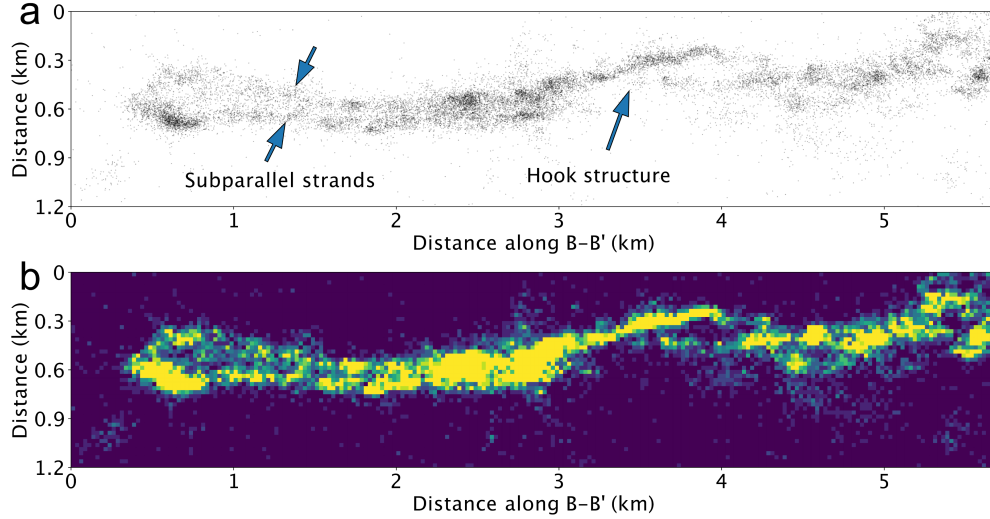 a
0
0.3
0.6
0.9
1.2
Distance (km)
Subparallel strands
Hook structure
0 1 2 3 4 5
Distance along B–B' (km)
b
0
0.3
0.6
0.9
1.2
Distance (km)
0 1 2 3 4 5
Distance along B–B' (km)